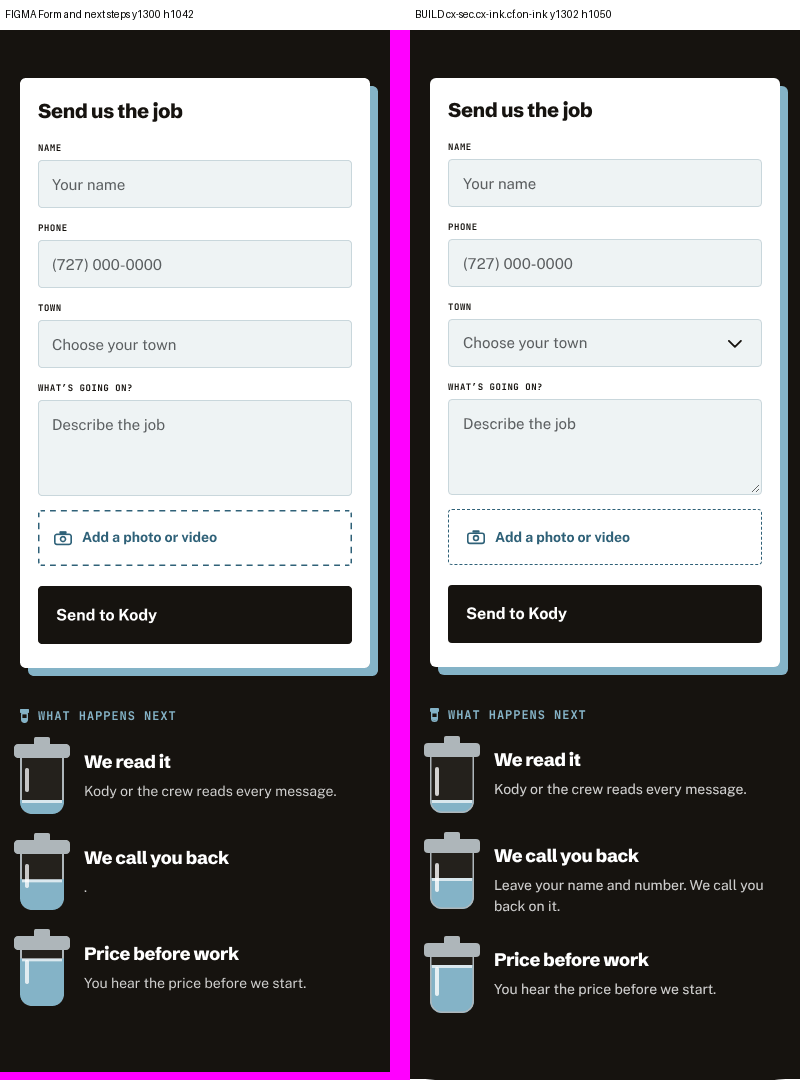 FIGMA Form and next steps y1300 h1042
Send us the job
NAME
Your name
PHONE
(727) 000-0000
TOWN
Choose your town
WHAT'S GOING ON?
Describe the job
Add a photo or video
Send to Kody
WHAT HAPPENS NEXT
We read it
Kody or the crew reads every message.
We call you back
.
Price before work
You hear the price before we start.
BUILD cx-sec.cx-ink.cf.on-ink y1302 h1050
Send us the job
NAME
Your name
PHONE
(727) 000-0000
TOWN
Choose your town
WHAT'S GOING ON?
Describe the job
Add a photo or video
Send to Kody
WHAT HAPPENS NEXT
We read it
Kody or the crew reads every message.
We call you back
Leave your name and number. We call you
back on it.
Price before work
You hear the price before we start.